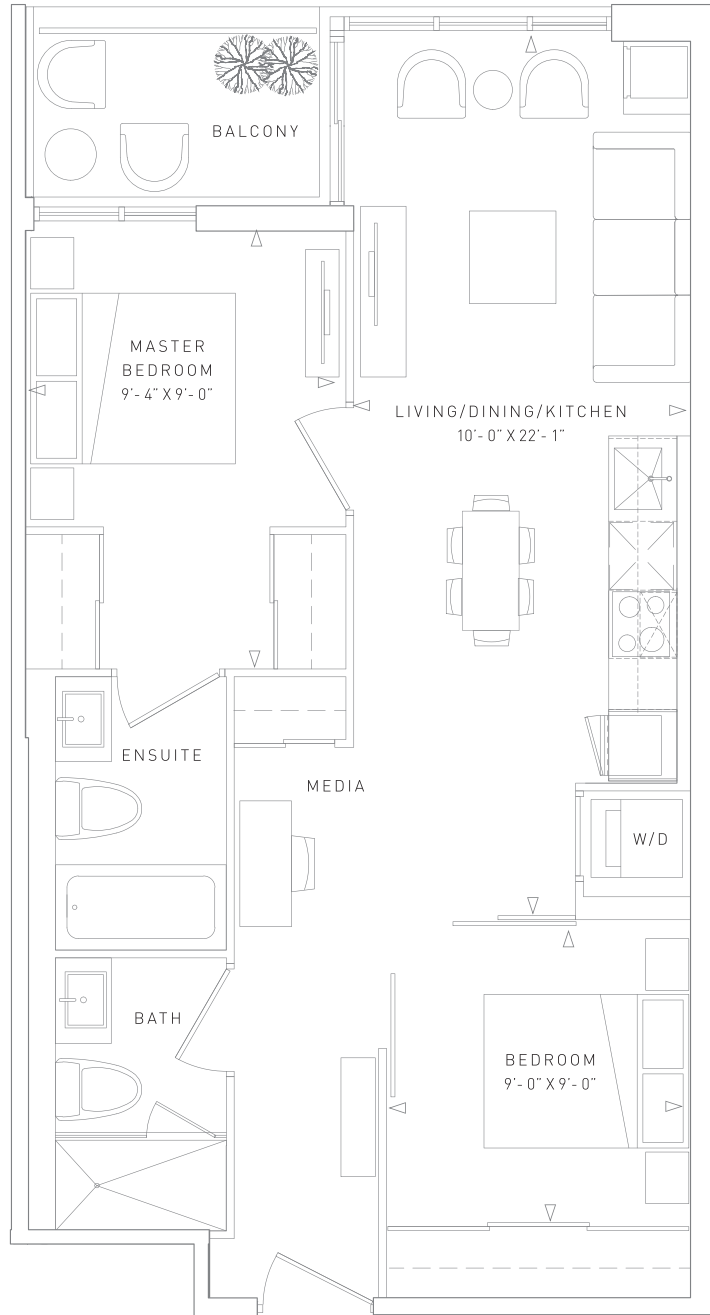 BALCONY
MASTER
BEDROOM
9'-4" X 9'-0"
LIVING/DINING/KITCHEN
10'-0" X 22'-1"
ENSUITE
MEDIA
W/D
BATH
BEDROOM
9'-0" X 9'-0"